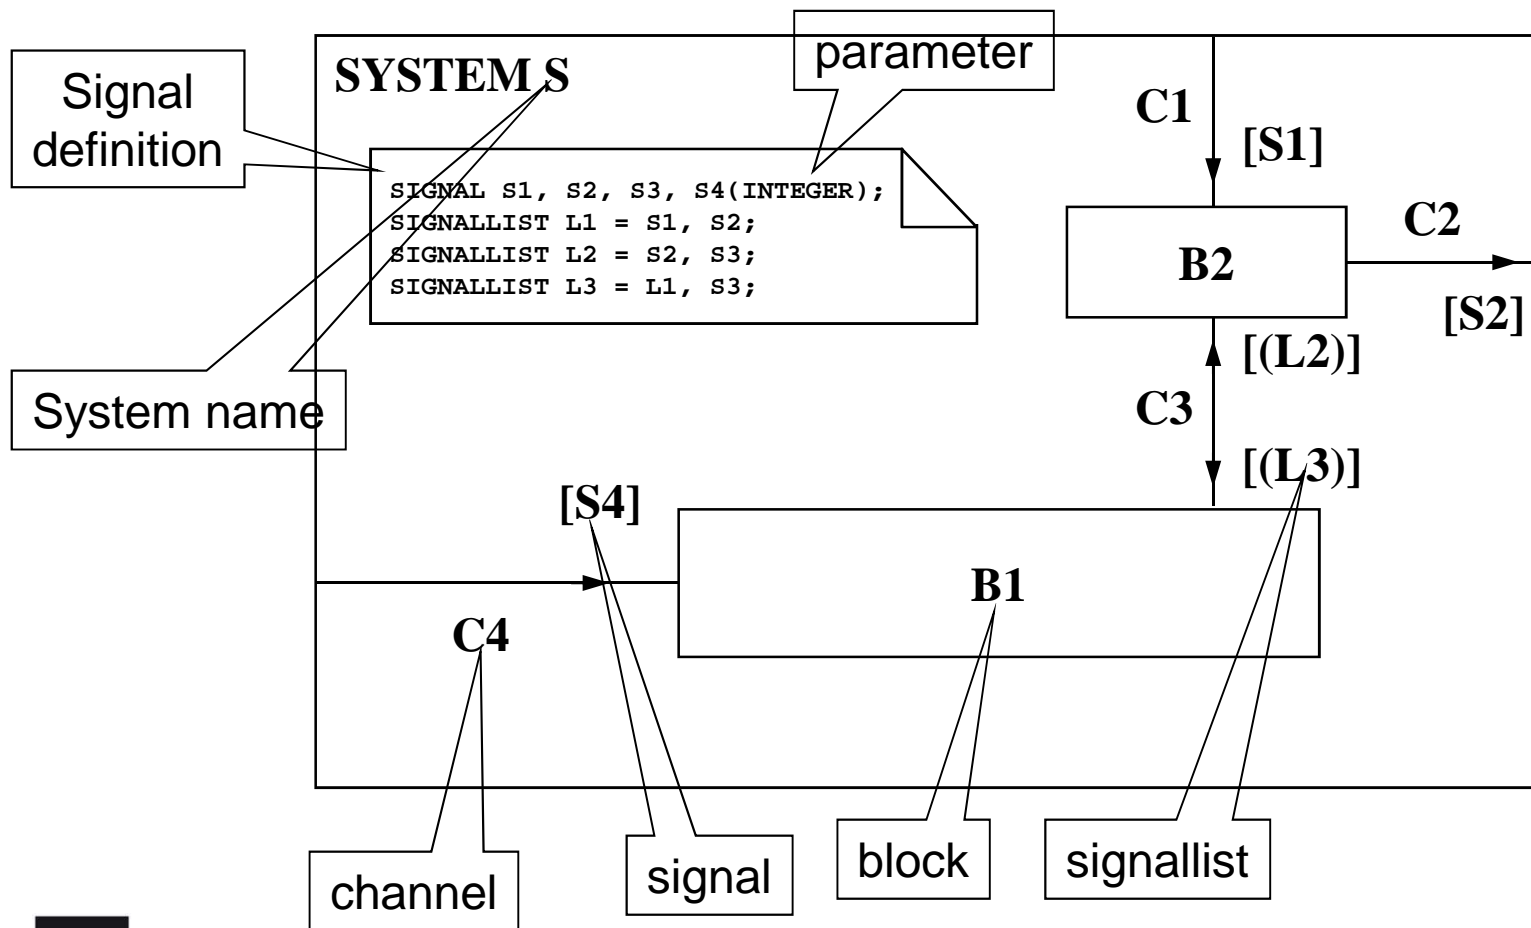 parameter
SYSTEM S
Signal
definition
C1
[S1]
SIGNAL S1, S2, S3, S4(INTEGER);
SIGNALLIST L1 = S1, S2;
SIGNALLIST L2 = S2, S3;
SIGNALLIST L3 = L1, S3;
C2
B2
[S2]
[(L2)]
System name
C3
[(L3)]
[S4]
B1
C4
channel
signal
block
signallist